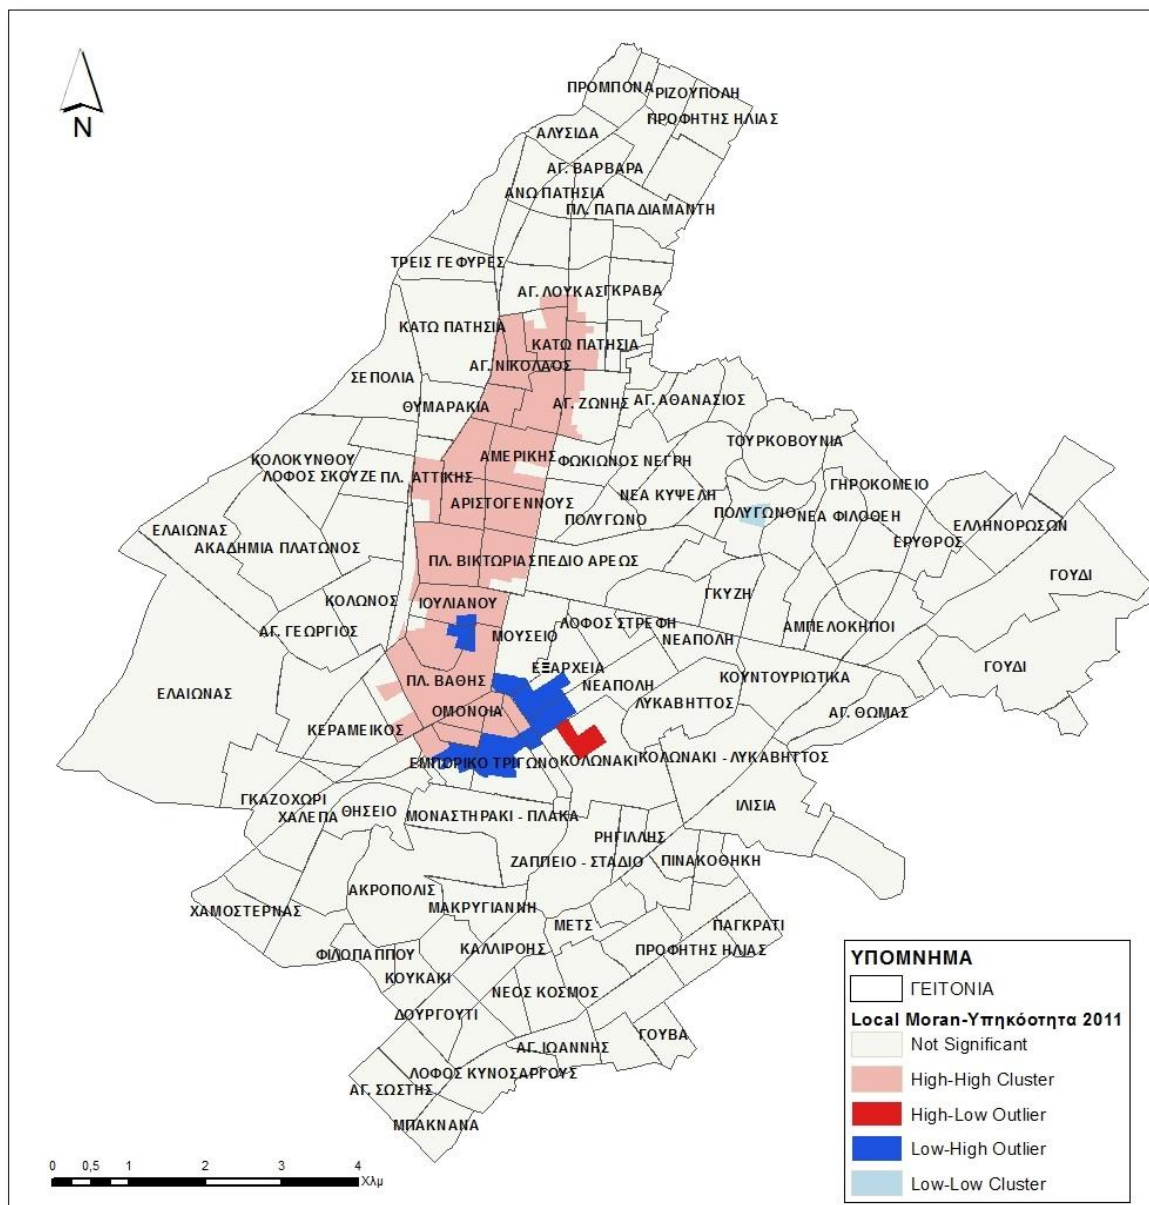 N
ΠΡΟΜΠΟΝΑ
ΡΙΖΟΥΠΟΛΗ
ΠΡΟΦΗΤΗΣ ΗΛΙΑΣ
ΑΛΥΣΙΔΑ
ΑΓ. ΒΑΡΒΑΡΑ
ΑΝΩ ΠΑΤΗΣΙΑ
ΠΛ. ΠΑΠΑΔΙΑΜΑΝΤΗ
ΤΡΕΙΣ ΓΕΦΥΡΕΣ
ΑΓ. ΛΟΥΚΑΣ
ΓΚΡΑΒΑ
ΚΑΤΩ ΠΑΤΗΣΙΑ
ΚΑΤΩ ΠΑΤΗΣΙΑ
ΑΓ. ΝΙΚΟΛΑΟΣ
ΣΕΠΟΛΙΑ
ΘΥΜΑΡΑΚΙΑ
ΑΓ. ΖΩΝΗΣ
ΑΓ. ΑΘΑΝΑΣΙΟΣ
ΤΟΥΡΚΟΒΟΥΝΙΑ
ΚΟΛΟΚΥΝΘΟΥ
ΛΟΦΟΣ ΣΚΟΥΖΕ
ΠΛ. ΑΤΤΙΚΗΣ
ΑΜΕΡΙΚΗΣ
ΦΩΚΙΩΝΟΣ ΝΕΓΡΗ
ΓΗΡΟΚΟΜΕΙΟ
ΑΡΙΣΤΟΓΕΝΝΟΥΣ
ΝΕΑ ΚΥΨΕΛΗ
ΠΟΛΥΓΩΝΟ
ΠΟΛΥΓΩΝΟ
ΝΕΑ ΦΙΛΟΘΕΗ
ΕΛΛΗΝΟΡΩΣΩΝ
ΕΡΥΘΡΟΣ
ΕΛΑΙΩΝΑΣ
ΑΚΑΔΗΜΙΑ ΠΛΑΤΩΝΟΣ
ΠΛ. ΒΙΚΤΩΡΙΑΣ
ΠΕΔΙΟ ΑΡΕΩΣ
ΓΟΥΔΙ
ΓΚΥΖΗ
ΚΟΛΩΝΟΣ
ΙΟΥΛΙΑΝΟΥ
ΑΓ. ΓΕΩΡΓΙΟΣ
ΜΟΥΣΕΙΟ
ΛΟΦΟΣ ΣΤΡΕΦΗ
ΝΕΑΠΟΛΗ
ΑΜΠΕΛΟΚΗΠΟΙ
ΓΟΥΔΙ
ΕΞΑΡΧΕΙΑ
ΝΕΑΠΟΛΗ
ΚΟΥΝΤΟΥΡΙΩΤΙΚΑ
ΕΛΑΙΩΝΑΣ
ΠΛ. ΒΑΘΗΣ
ΛΥΚΑΒΗΤΤΟΣ
ΑΓ. ΘΩΜΑΣ
ΟΜΟΝΟΙΑ
ΚΕΡΑΜΕΙΚΟΣ
ΕΜΠΟΡΙΚΟ ΤΡΙΓΩΝΟ
ΚΟΛΩΝΑΚΙ
ΚΟΛΩΝΑΚΙ - ΛΥΚΑΒΗΤΤΟΣ
ΓΚΑΖΟΧΩΡΙ
ΧΑΛΕΠΑ
ΘΗΣΕΙΟ
ΜΟΝΑΣΤΗΡΑΚΙ - ΠΛΑΚΑ
ΙΛΙΣΙΑ
ΡΗΓΙΛΛΗΣ
ΖΑΠΠΕΙΟ - ΣΤΑΔΙΟ
ΠΙΝΑΚΟΘΗΚΗ
ΑΚΡΟΠΟΛΙΣ
ΜΑΚΡΥΓΙΑΝΝΗ
ΧΑΜΟΣΤΕΡΝΑΣ
ΜΕΤΣ
ΠΑΓΚΡΑΤΙ
ΦΙΛΟΠΑΠΠΟΥ
ΚΑΛΛΙΡΟΗΣ
ΠΡΟΦΗΤΗΣ ΗΛΙΑΣ
ΚΟΥΚΑΚΙ
ΝΕΟΣ ΚΟΣΜΟΣ
ΔΟΥΡΓΟΥΤΙ
ΓΟΥΒΑ
ΑΓ. ΙΩΑΝΝΗΣ
ΛΟΦΟΣ ΚΥΝΟΣΑΡΓΟΥΣ
ΑΓ. ΣΩΣΤΗΣ
ΜΠΑΚΝΑΝΑ
0 0,5 1 2 3 4
Χλμ
ΥΠΟΜΝΗΜΑ
ΓΕΙΤΟΝΙΑ
Local Moran-Υπηκόοτητα 2011
Not Significant
High-High Cluster
High-Low Outlier
Low-High Outlier
Low-Low Cluster